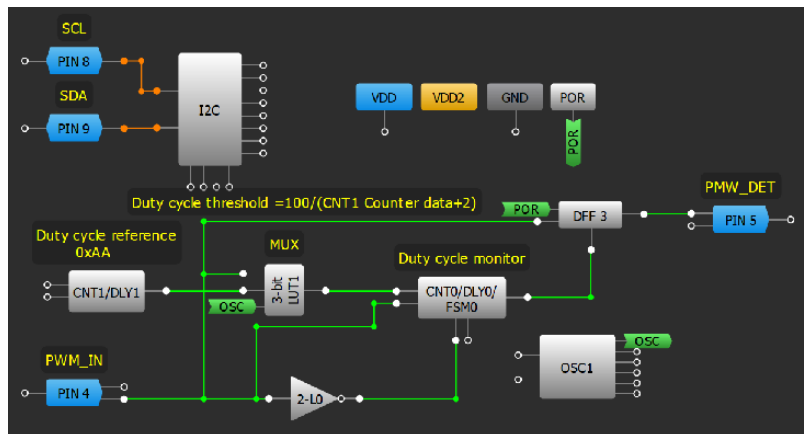 SCL
PIN 8
SDA
PIN 9
I2C
VDD
VDD2
GND
POR
POR
Duty cycle threshold =100/(CNT1 Counter data+2)
PMW_DET
POR
DFF 3
PIN 5
Duty cycle reference
0xAA
MUX
Duty cycle monitor
CNT1/DLY1
3-bit
LUT1
OSC
CNT0/DLY0/
FSM0
OSC
OSC1
PWM_IN
PIN 4
2-L0